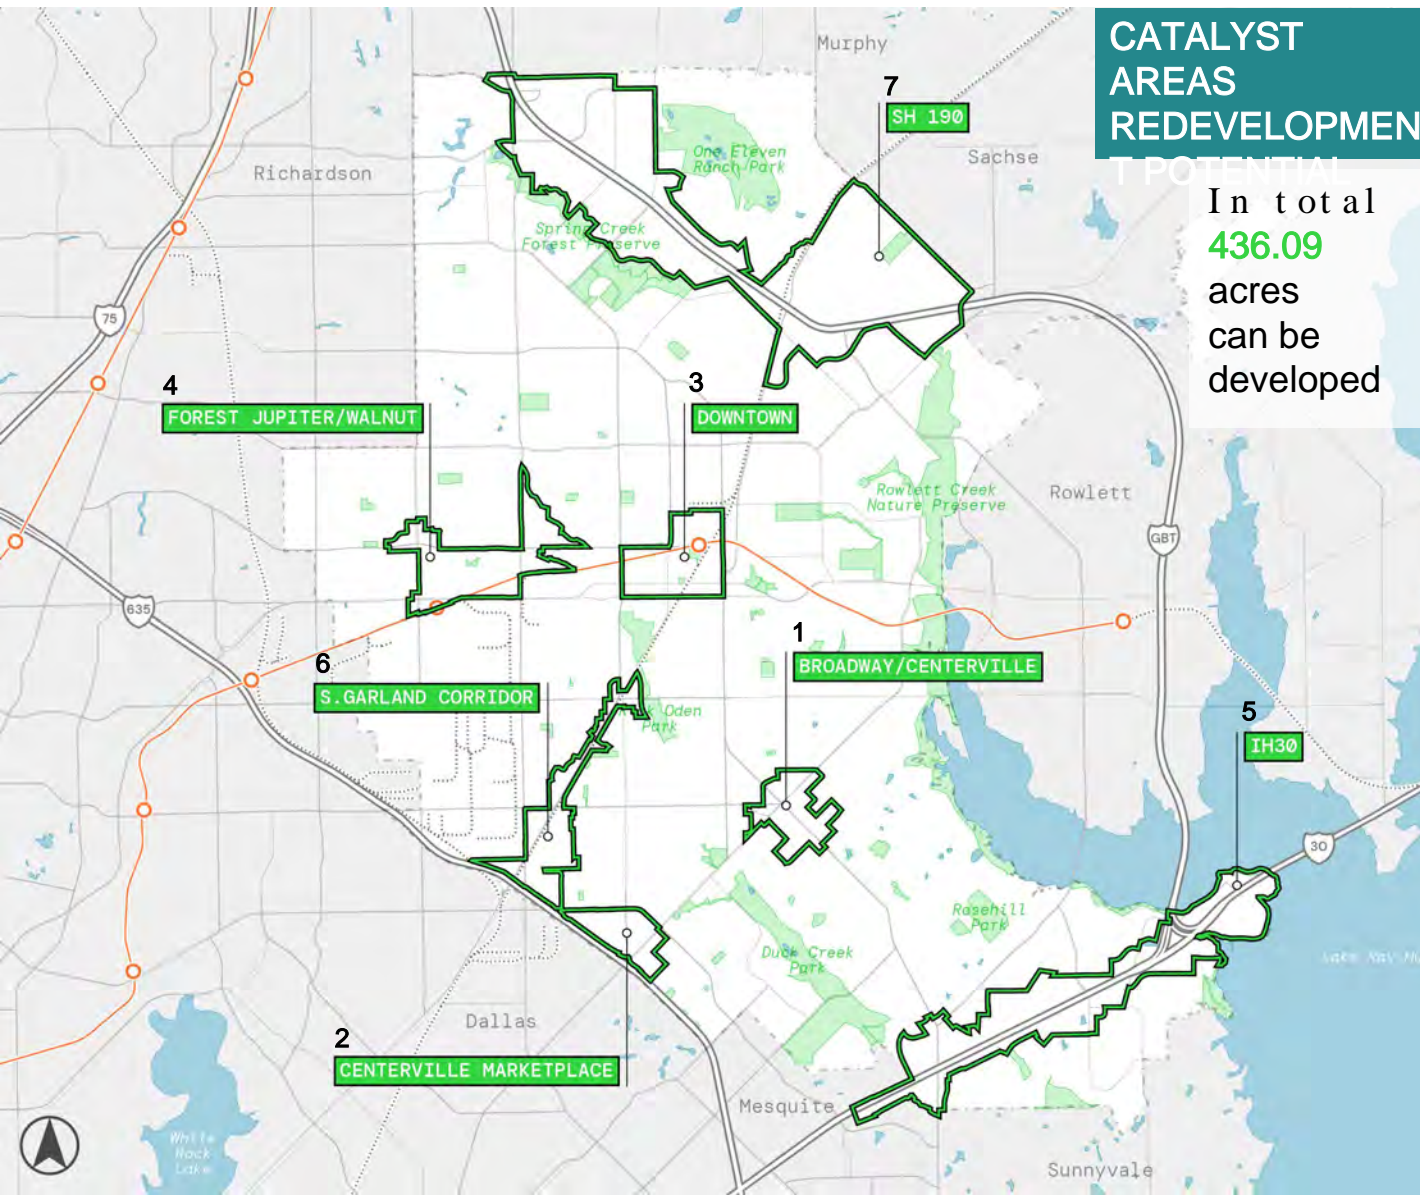 CATALYST
AREAS
REDEVELOPMEN
T POTENTIAL
In total
436.09
acres
can be
developed
Murphy
7
SH 190
Sachse
Richardson
One Eleven
Ranch Park
Spring Creek
Forest Preserve
75
4
FOREST JUPITER/WALNUT
3
DOWNTOWN
Rowlett Creek
Nature Preserve
Rowlett
GBT
635
1
BROADWAY/CENTERVILLE
6
S.GARLAND CORRIDOR
Oden
Park
5
IH30
30
Rosehill
Park
Duck Creek
Park
Lake Ray
Dallas
2
CENTERVILLE MARKETPLACE
Mesquite
White
Rock
Lake
Sunnyvale